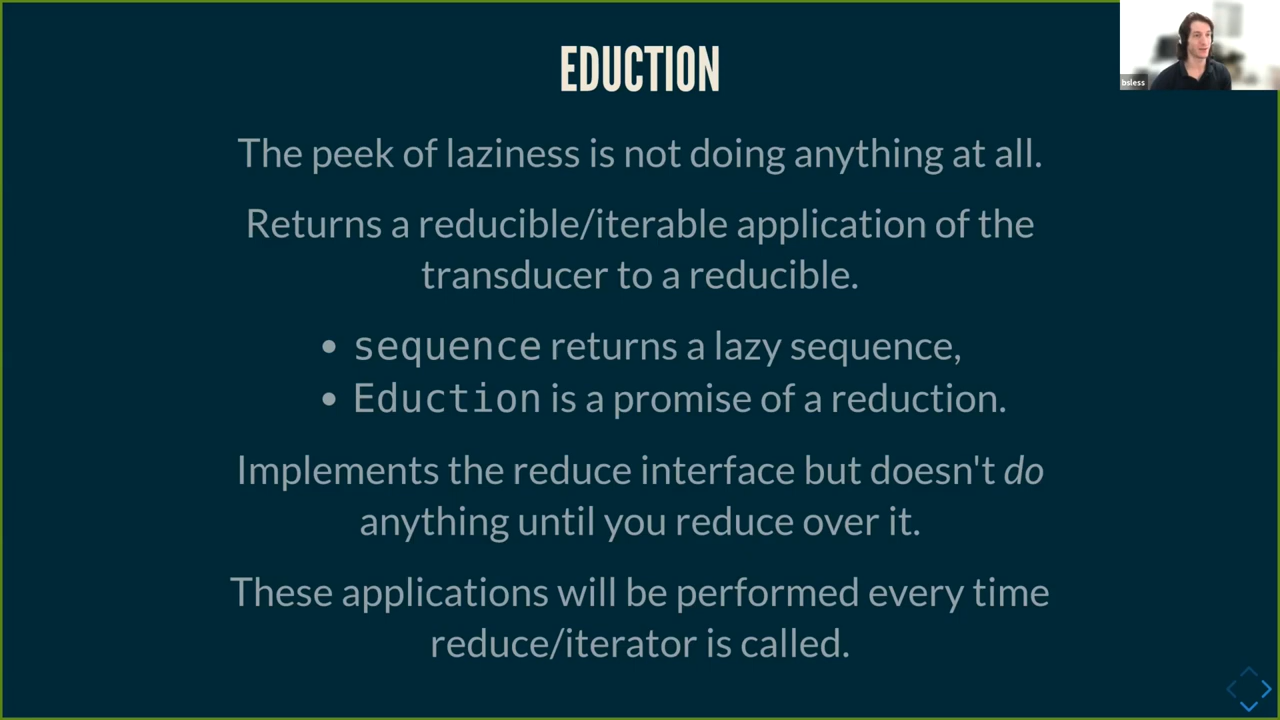 EDUCTION
bsless
The peek of laziness is not doing anything at all.
Returns a reducible/iterable application of the
transducer to a reducible.
• sequence returns a lazy sequence,
• Eduction is a promise of a reduction.
Implements the reduce interface but doesn't do
anything until you reduce over it.
These applications will be performed every time
reduce/iterator is called.